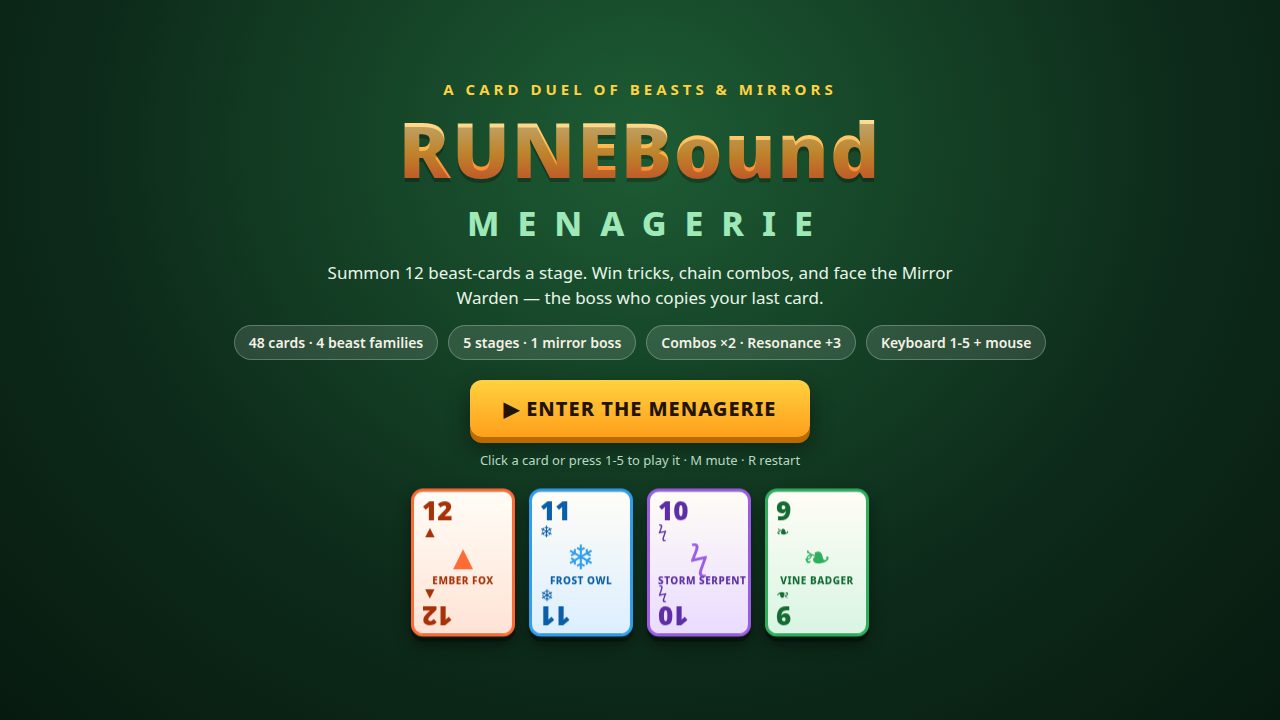 A CARD DUEL OF BEASTS & MIRRORS
RUNEBound
MENAGERIE
Summon 12 beast-cards a stage. Win tricks, chain combos, and face the Mirror
Warden — the boss who copies your last card.
48 cards · 4 beast families
5 stages · 1 mirror boss
Combos ×2 · Resonance +3
Keyboard 1-5 + mouse
▶ ENTER THE MENAGERIE
Click a card or press 1-5 to play it · M mute · R restart
12
EMBER FOX
12
11
FROST OWL
11
10
STORM SERPENT
10
9
VINE BADGER
9